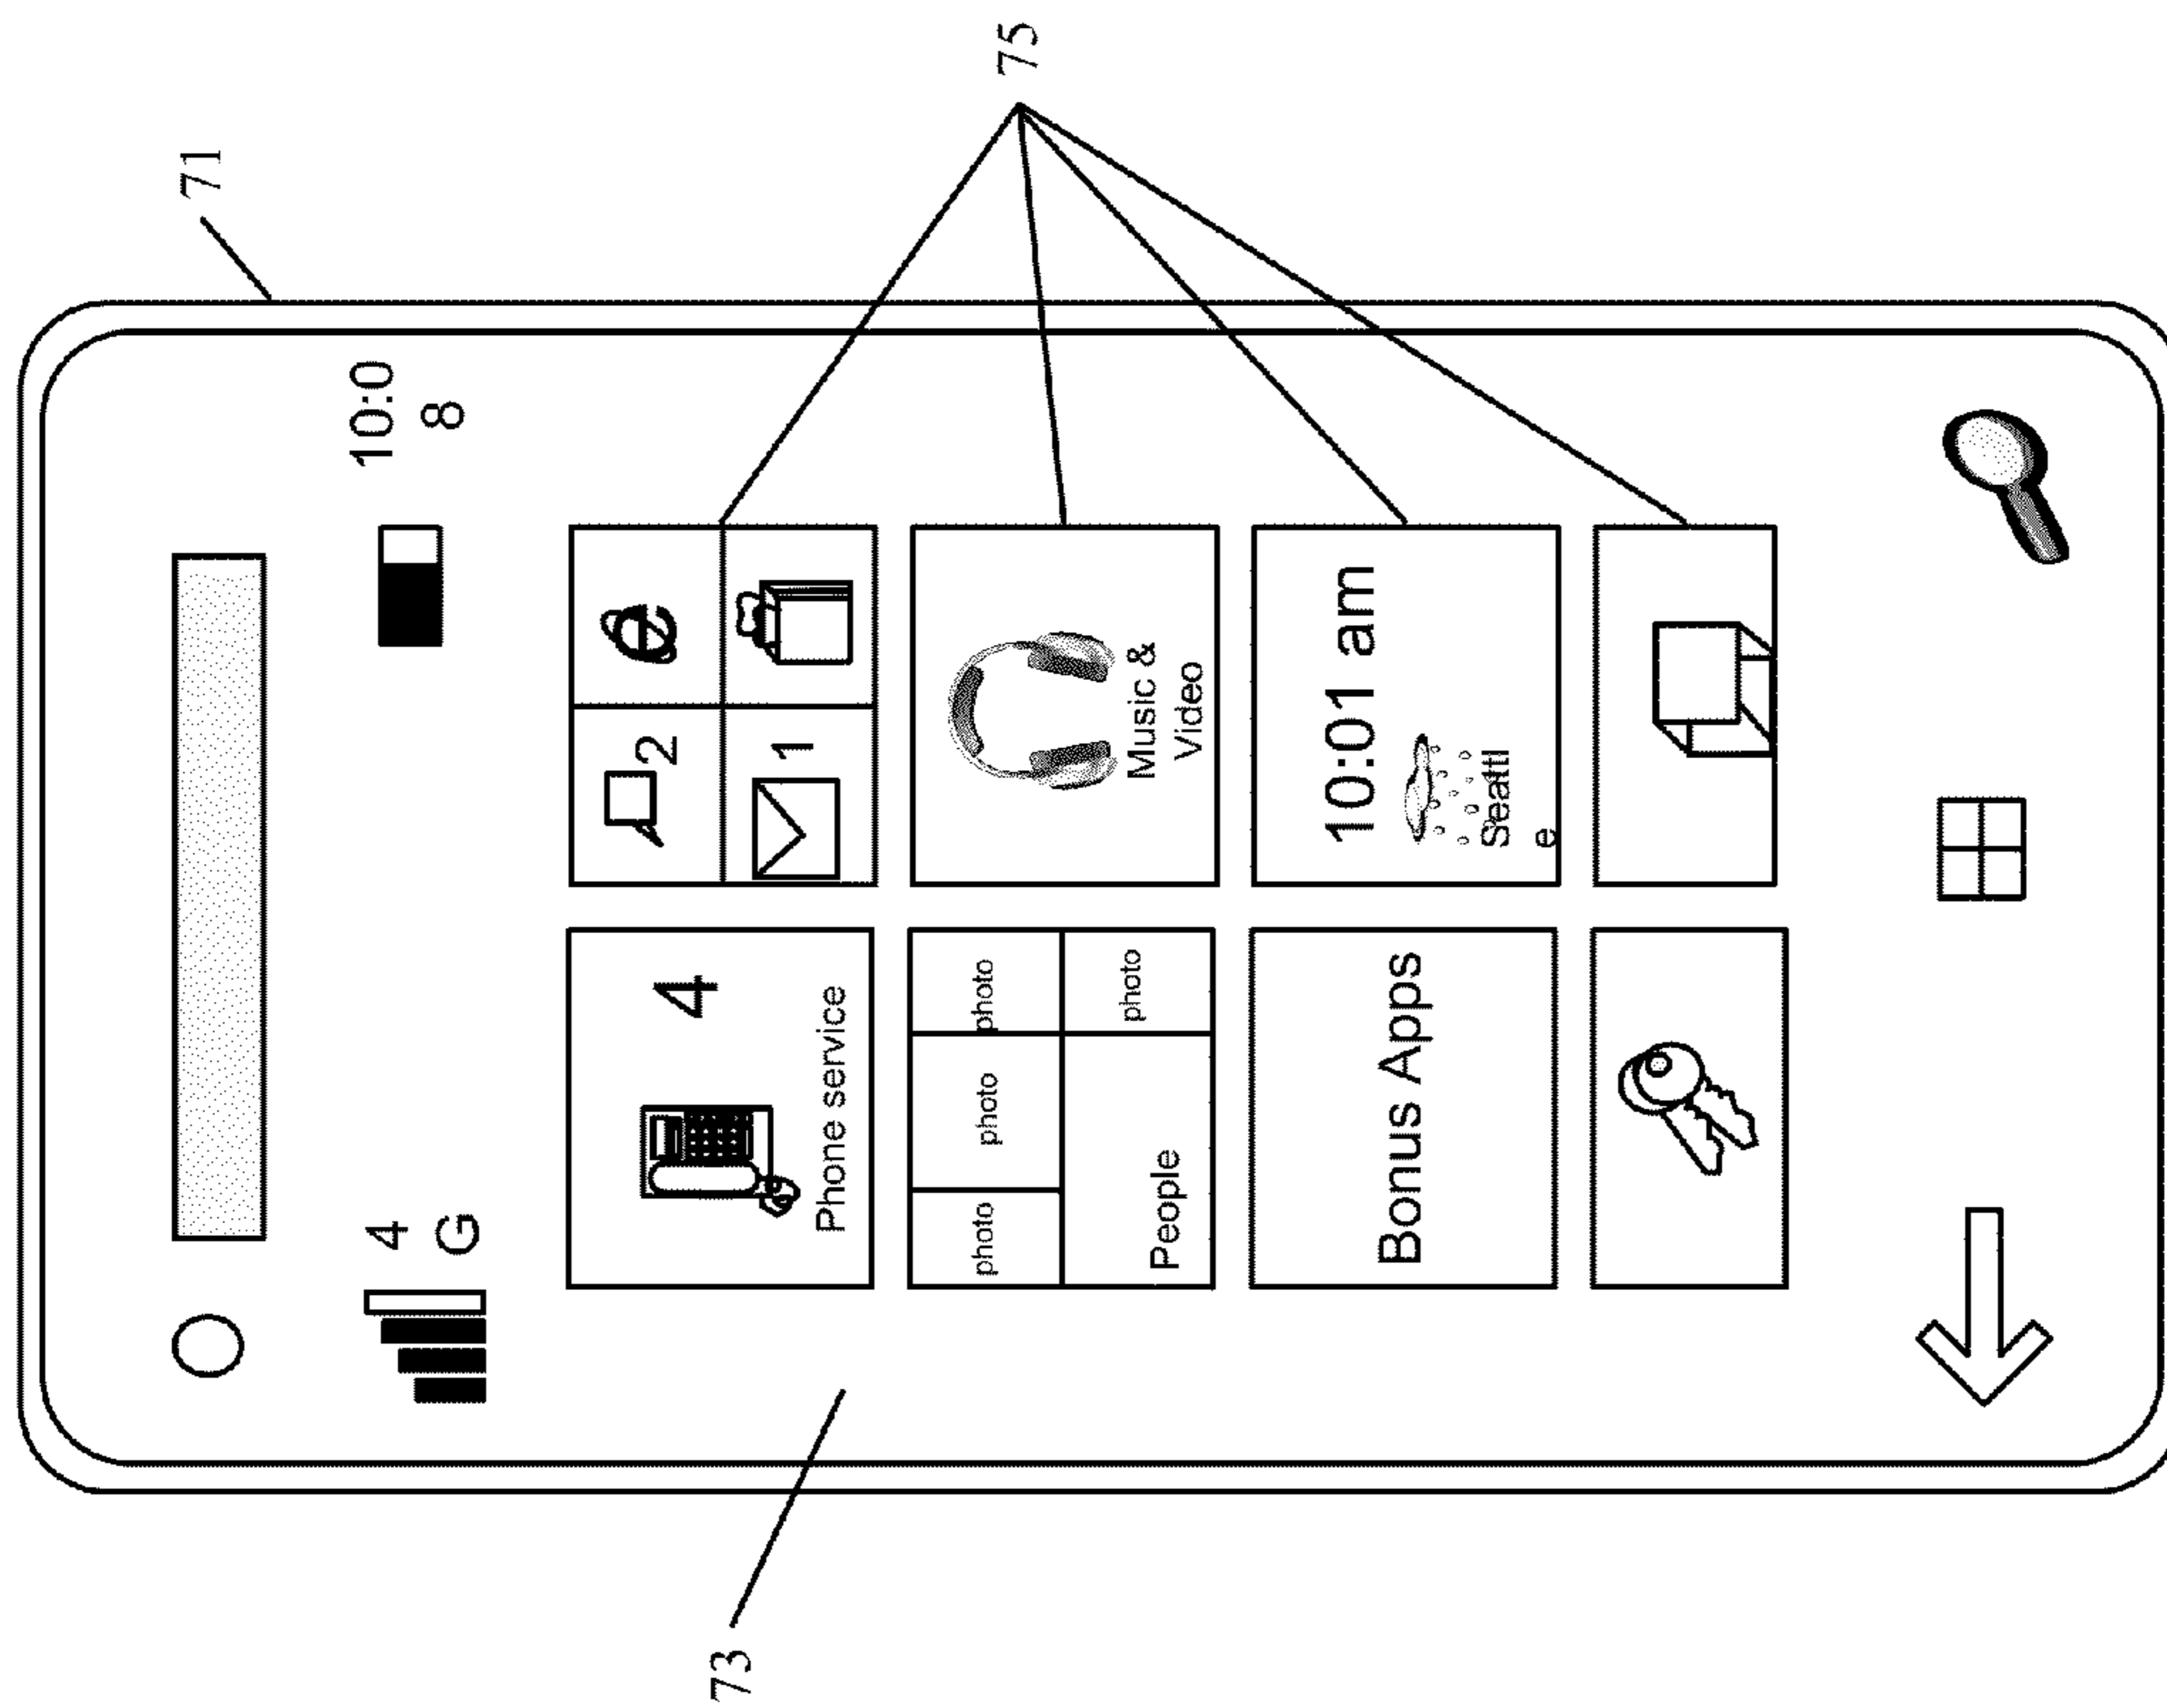 71
75
73
4
G
10:0
8
4
Phone service
2
e
1
photo
photo
photo
photo
People
Music &
Video
Bonus Apps
10:01 am
Seattl
e